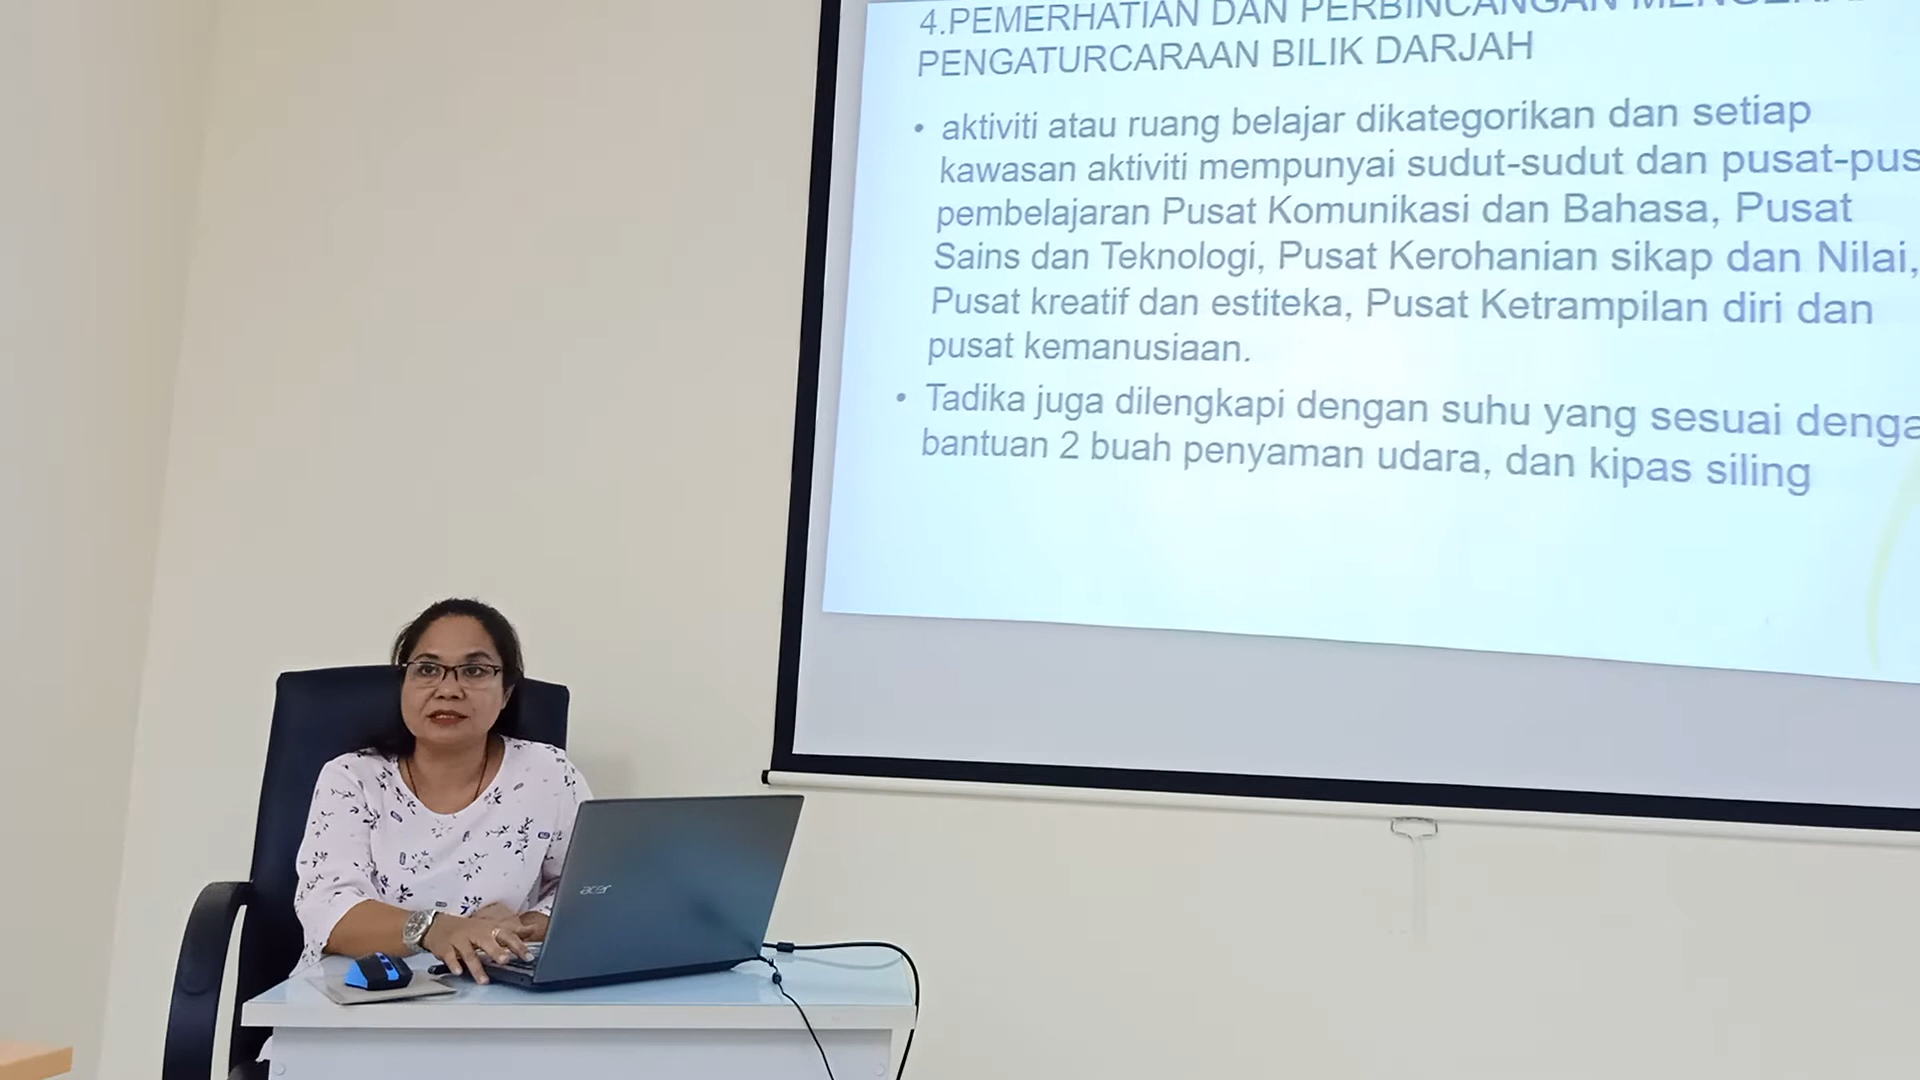 4.PEMERHATIAN DAN PERBINCANGAN
PENGATURCARAAN BILIK DARJAH
• aktiviti atau ruang belajar dikategorikan dan setiap
kawasan aktiviti mempunyai sudut-sudut dan pusat-pus
pembelajaran Pusat Komunikasi dan Bahasa, Pusat
Sains dan Teknologi, Pusat Kerohanian sikap dan Nilai,
Pusat kreatif dan estiteka, Pusat Ketrampilan diri dan
pusat kemanusiaan.
• Tadika juga dilengkapi dengan suhu yang sesuai denga
bantuan 2 buah penyaman udara, dan kipas siling
acer